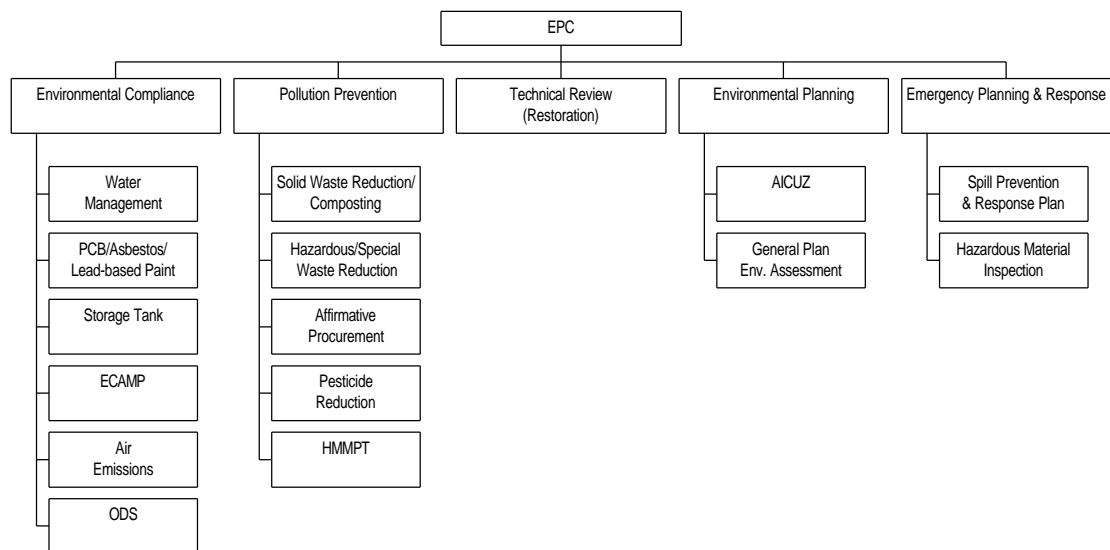 EPC
Environmental Compliance
Pollution Prevention
Technical Review
(Restoration)
Environmental Planning
Emergency Planning & Response
Water
Management
PCB/Asbestos/
Lead-based Paint
Storage Tank
ECAMP
Air
Emissions
ODS
Solid Waste Reduction/
Composting
Hazardous/Special
Waste Reduction
Affirmative
Procurement
Pesticide
Reduction
HMMPT
AICUZ
General Plan
Env. Assessment
Spill Prevention
& Response Plan
Hazardous Material
Inspection